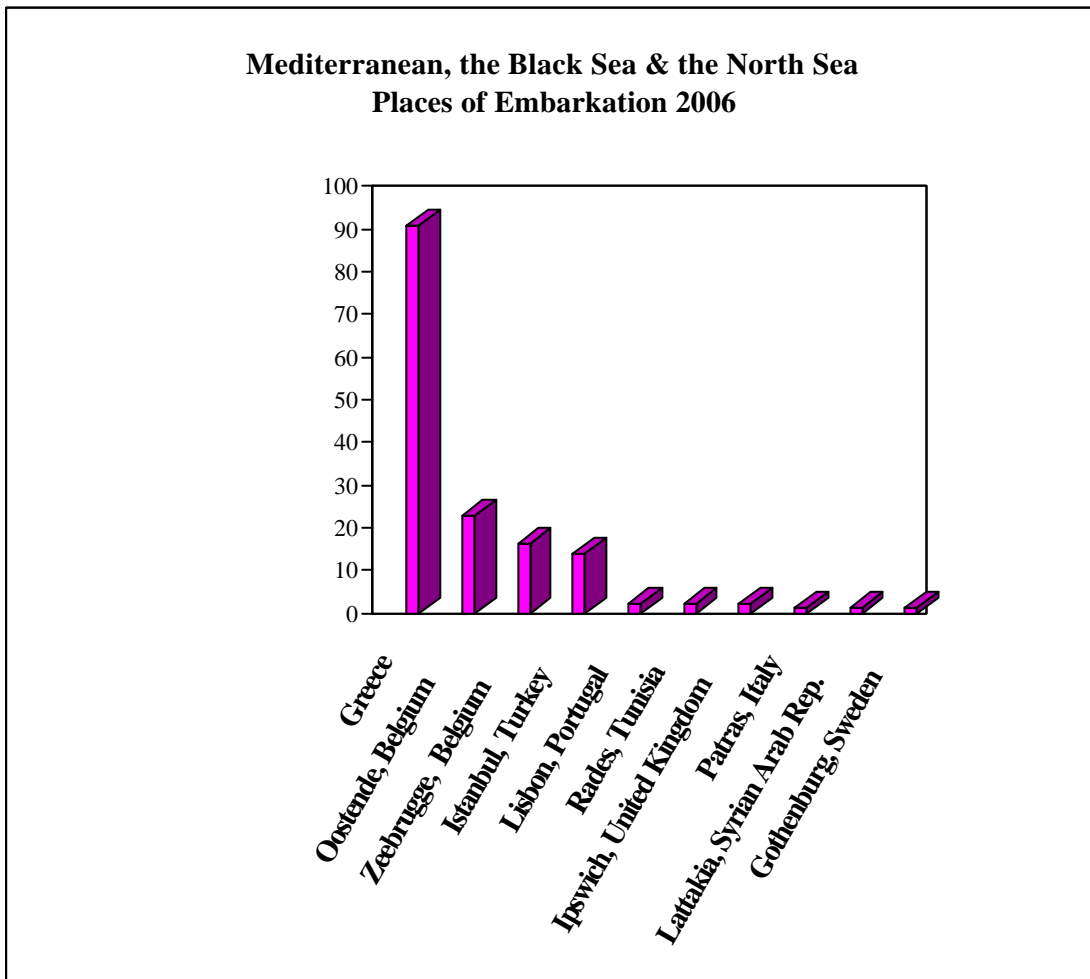 Mediterranean, the Black Sea & the North Sea
Places of Embarkation 2006
100
90
80
70
60
50
40
30
20
10
0
Greece
Oostende, Belgium
Zeebrugge, Belgium
Istanbul, Turkey
Lisbon, Portugal
Rades, Tunisia
Ipswich, United Kingdom
Patras, Italy
Lattakia, Syrian Arab Rep.
Gothenburg, Sweden